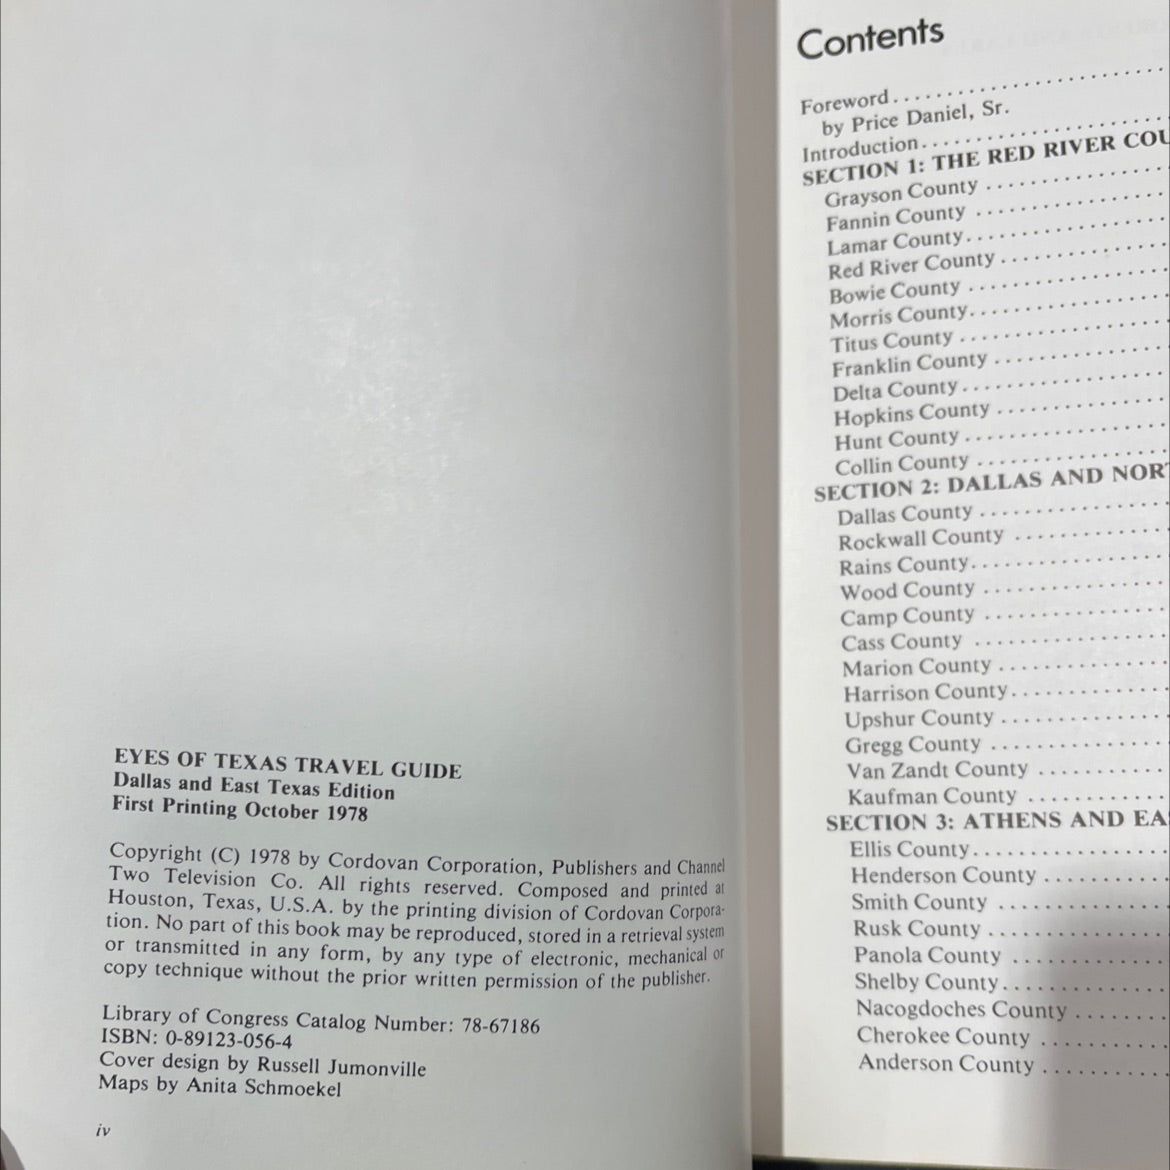 EYES OF TEXAS TRAVEL GUIDE
Dallas and East Texas Edition
First Printing October 1978
Copyright (C) 1978 by Cordovan Corporation, Publishers and Channel
Two Television Co. All rights reserved. Composed and printed at
Houston, Texas, U.S.A. by the printing division of Cordovan Corpora-
tion. No part of this book may be reproduced, stored in a retrieval system
or transmitted in any form, by any type of electronic, mechanical or
copy technique without the prior written permission of the publisher.
Library of Congress Catalog Number: 78-67186
ISBN: 0-89123-056-4
Cover design by Russell Jumonville
Maps by Anita Schmoekel
iv
Contents
Foreword
by Price Daniel, Sr.
Introduction
SECTION 1: THE RED RIVER COU
Grayson County
Fannin County
Lamar County
Red River County
Bowie County
Morris County
Titus County
Franklin County
Delta County
Hopkins County
Hunt County
Collin County
SECTION 2: DALLAS AND NORT
Dallas County
Rockwall County
Rains County
Wood County
Camp County
Cass County
Marion County
Harrison County
Upshur County
Gregg County
Van Zandt County
Kaufman County
SECTION 3: ATHENS AND EAS
Ellis County
Henderson County
Smith County
Rusk County
Panola County
Shelby County
Nacogdoches County
Cherokee County
Anderson County